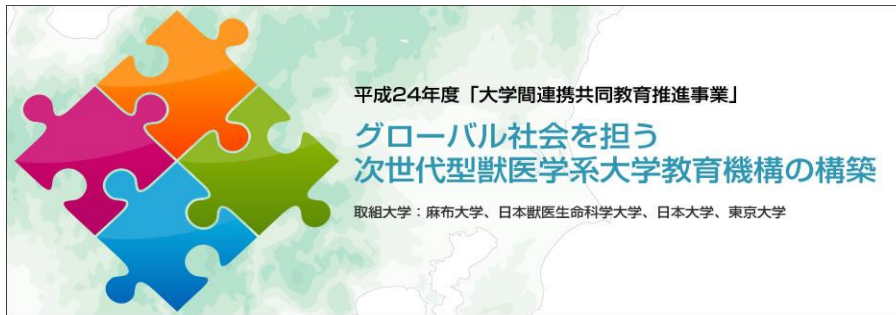 平成24年度「大学間連携共同教育推進事業」
グローバル社会を担う
次世代型獣医学系大学教育機構の構築
取組大学：麻布大学、日本獣医生命科学大学、日本大学、東京大学